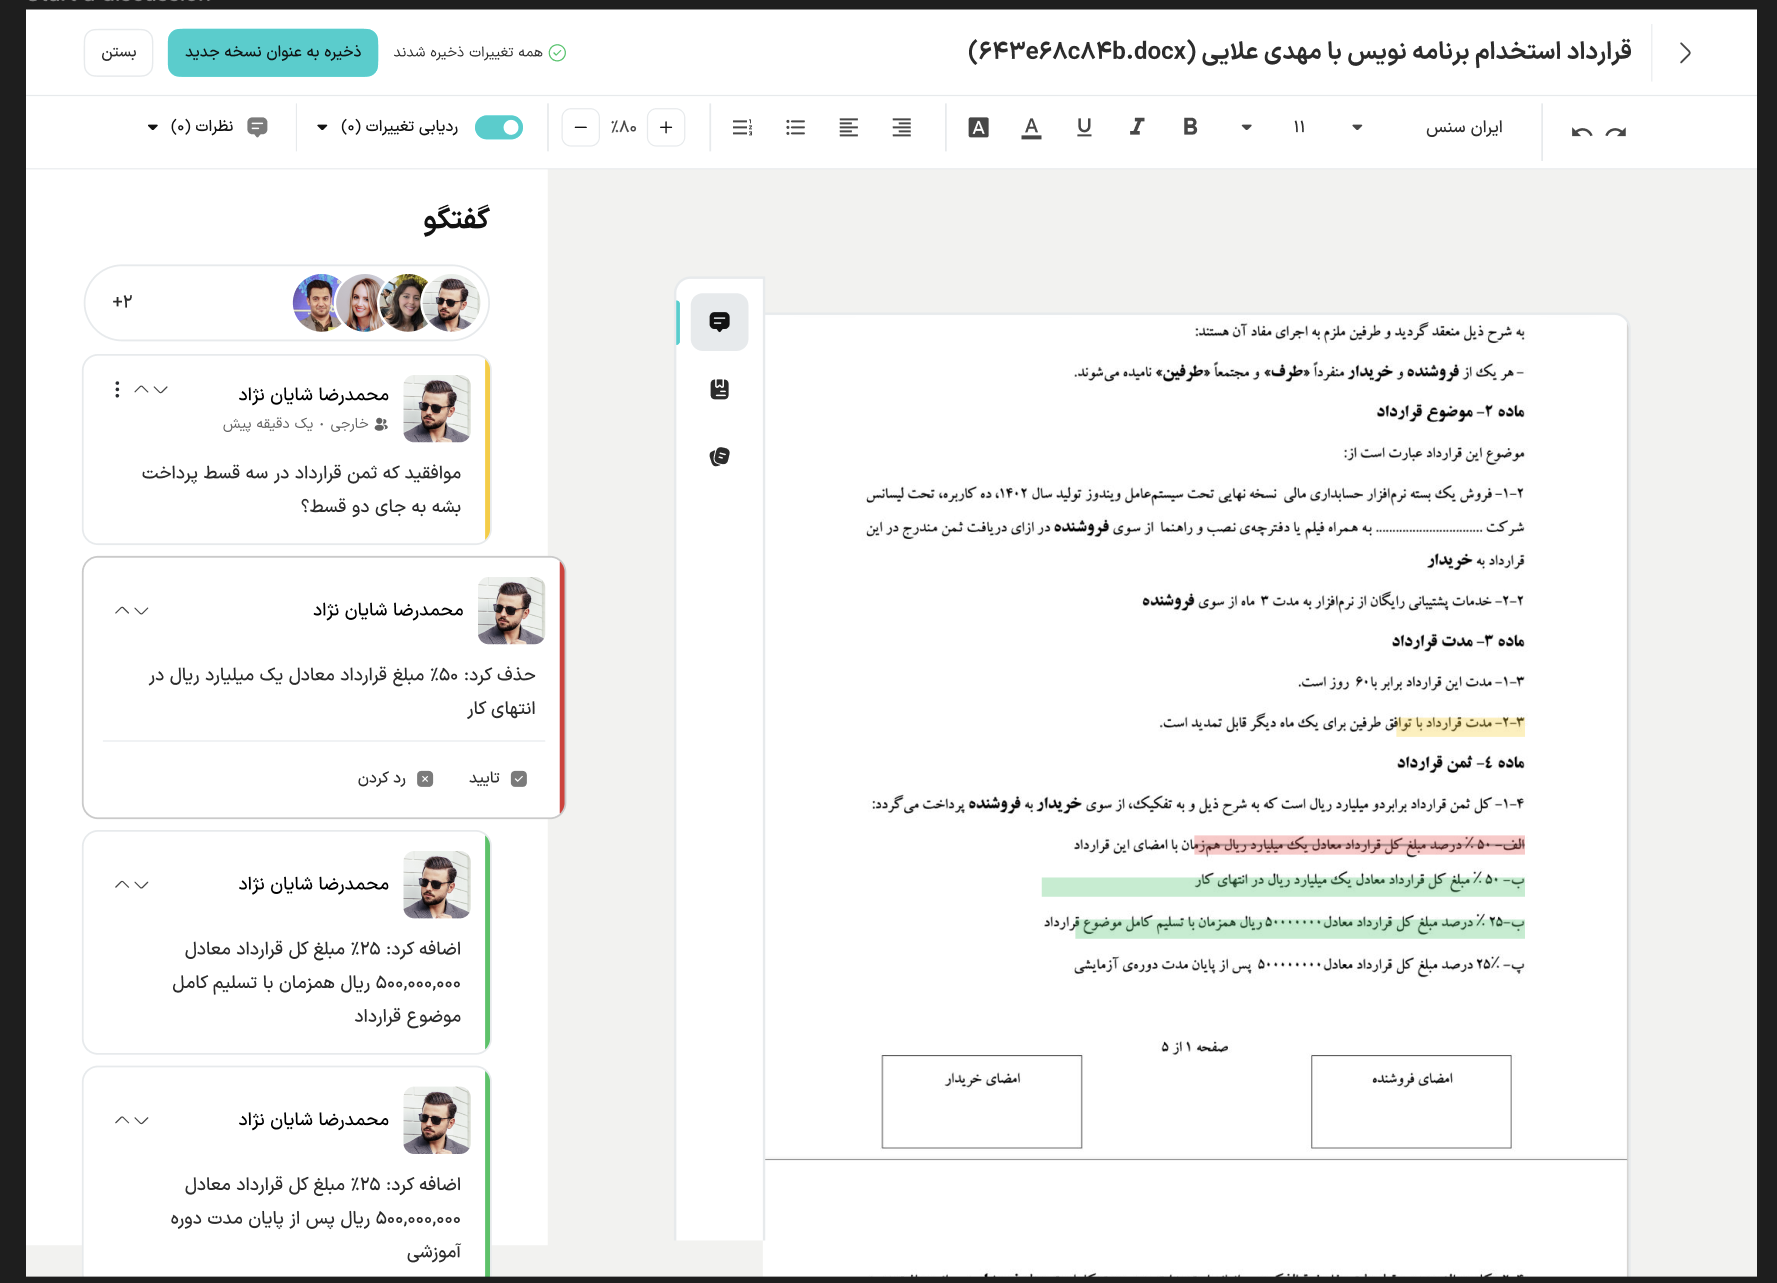 قرارداد استخدام برنامه نویس با مهدی علایی (۶۴۳e۶۸c۸۴b.docx)
همه تغییرات ذخیره شدند
ذخیره به عنوان نسخه جدید
بستن
ایران سنس
۱۱
B
I
U
A
A
٪۸۰
ردیابی تغییرات (۰)
نظرات (۰)
گفتگو
+۲
محمدرضا شایان نژاد
خارجی • یک دقیقه پیش
موافقید که ثمن قرارداد در سه قسط پرداخت
بشه به جای دو قسط؟
محمدرضا شایان نژاد
حذف کرد: ۵۰٪ مبلغ قرارداد معادل یک میلیارد ریال در
انتهای کار
تایید
رد کردن
محمدرضا شایان نژاد
اضافه کرد: ۲۵٪ مبلغ کل قرارداد معادل
۵۰۰,۰۰۰,۰۰۰ ریال همزمان با تسلیم کامل
موضوع قرارداد
محمدرضا شایان نژاد
اضافه کرد: ۲۵٪ مبلغ کل قرارداد معادل
۵۰۰,۰۰۰,۰۰۰ ریال پس از پایان مدت دوره
آموزشی
به شرح ذیل منعقد گردید و طرفین ملزم به اجرای مفاد آن هستند:
- هر یک از فروشنده و خریدار منفرداً «طرف» و مجتمعاً «طرفین» نامیده می‌شوند.
ماده ۲- موضوع قرارداد
موضوع این قرارداد عبارت است از:
۲-۱- فروش یک بسته نرم‌افزار حسابداری مالی نسخه نهایی تحت سیستم‌عامل ویندوز تولید سال ۱۴۰۲، ده کاربره، تحت لیسانس
شرکت ................................ به همراه فیلم یا دفترچه‌ی نصب و راهنما از سوی فروشنده در ازای دریافت ثمن مندرج در این
قرارداد به خریدار
۲-۲- خدمات پشتیبانی رایگان از نرم‌افزار به مدت ۳ ماه از سوی فروشنده
ماده ۳- مدت قرارداد
۳-۱- مدت این قرارداد برابر با۶۰ روز است.
۳-۲- مدت قرارداد با توافق طرفین برای یک ماه دیگر قابل تمدید است.
ماده ٤- ثمن قرارداد
۴-۱- کل ثمن قرارداد برابردو میلیارد ریال است که به شرح ذیل و به تفکیک، از سوی خریدار به فروشنده پرداخت می‌گردد:
الف- ۵۰ ٪ درصد مبلغ کل قرارداد معادل یک میلیارد ریال همزمان با امضای این قرارداد
ب- ۵۰ ٪ مبلغ کل قرارداد معادل یک میلیارد ریال در انتهای کار
ب-۲۵ ٪ درصد مبلغ کل قرارداد معادل۵۰۰۰۰۰۰۰۰ ریال همزمان با تسلیم کامل موضوع قرارداد
پ- ۲۵٪ درصد مبلغ کل قرارداد معادل۵۰۰۰۰۰۰۰۰ پس از پایان مدت دوره‌ی آزمایشی
صفحه ۱ از ۵
امضای فروشنده
امضای خریدار